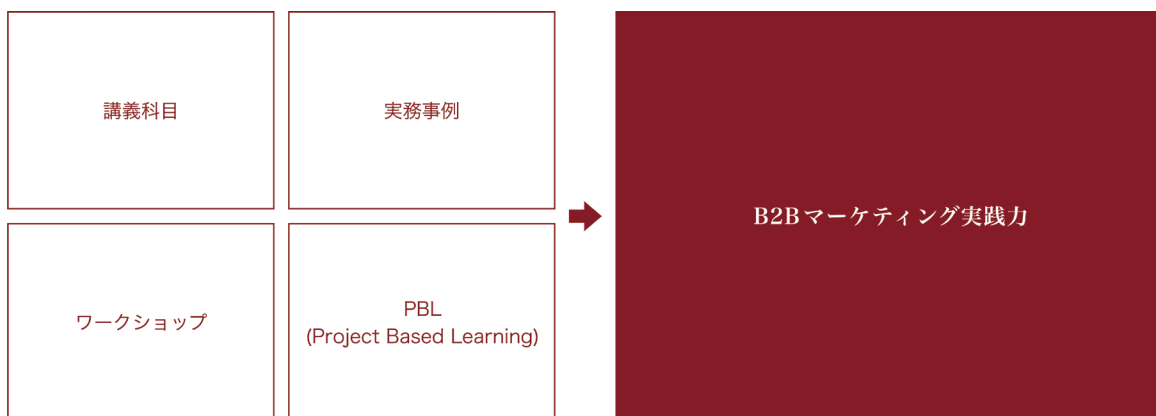 講義科目
実務事例
ワークショップ
PBL
(Project Based Learning)
B2Bマーケティング実践力